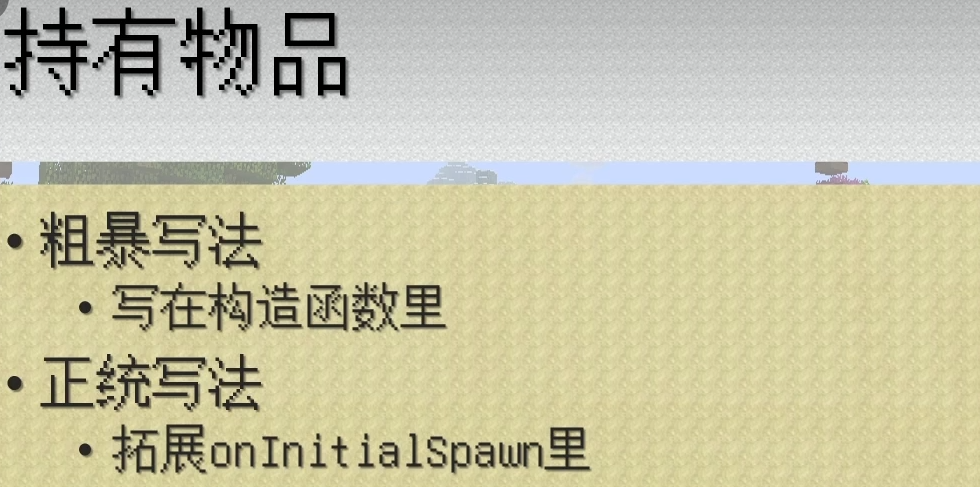 持有物品
• 粗暴写法
• 写在构造函数里
• 正统写法
• 拓展onInitialSpawn里